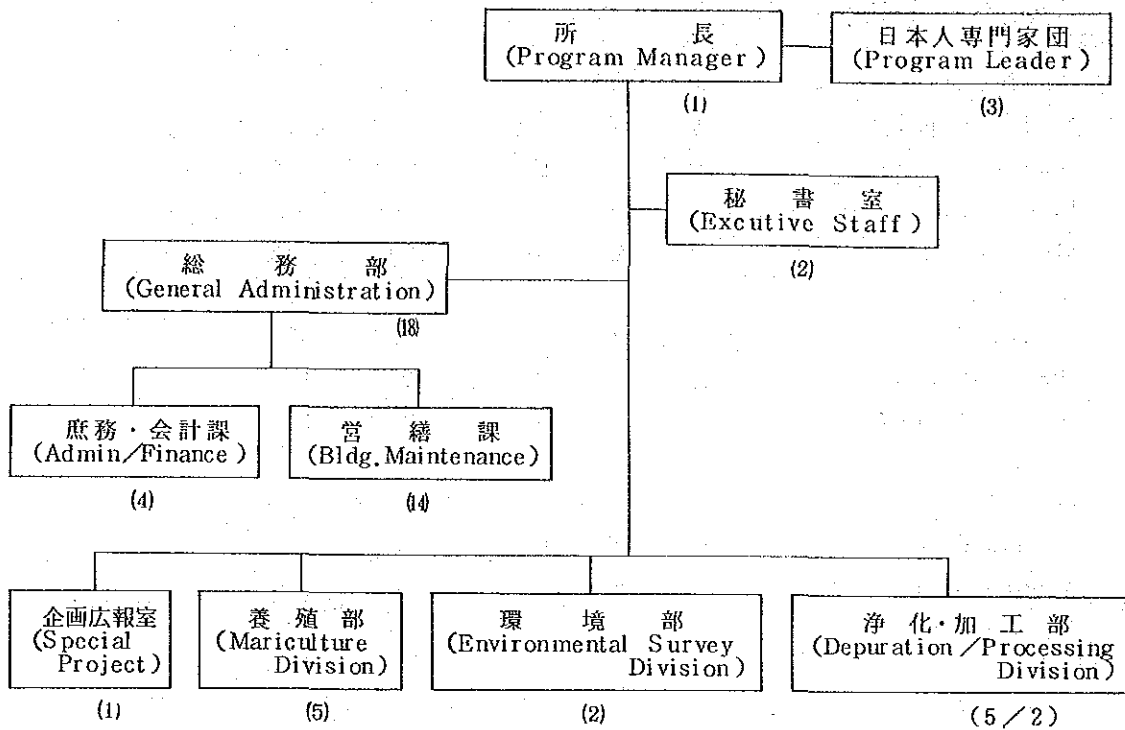 所長
(Program Manager)
(1)
日本人専門家団
(Program Leader)
(3)
秘書室
(Excutive Staff)
(2)
総務部
(General Administration)
(18)
庶務・会計課
(Admin/Finance)
(4)
営繕課
(Bldg. Maintenance)
(14)
企画広報室
(Special
Project)
(1)
養殖部
(Mariculture
Division)
(5)
環境部
(Environmental Survey
Division)
(2)
浄化・加工部
(Depuration/Processing
Division)
(5/2)